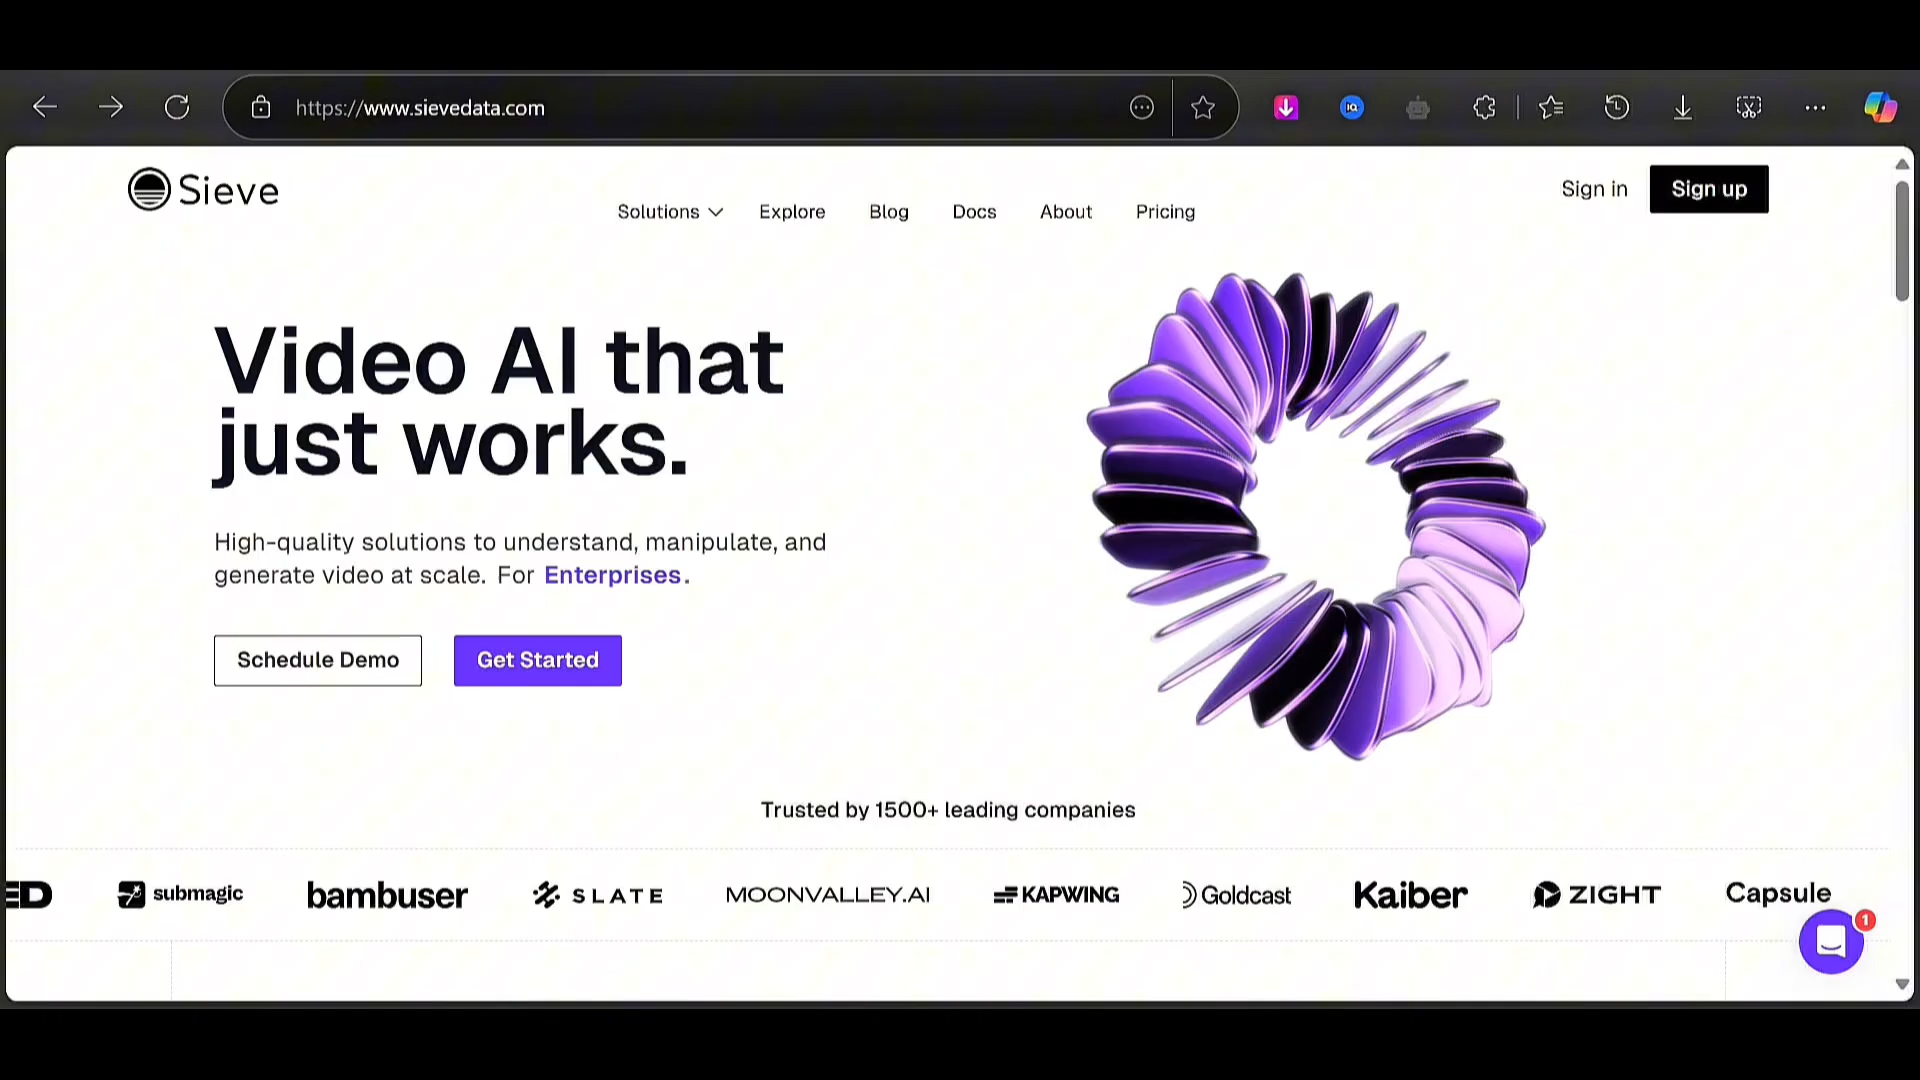 https://www.sievedata.com
Sieve
Solutions
Explore
Blog
Docs
About
Pricing
Sign in
Sign up
Video AI that
just works.
High-quality solutions to understand, manipulate, and
generate video at scale. For Enterprises.
Schedule Demo
Get Started
Trusted by 1500+ leading companies
ED
submagic
bambuser
SLATE
MOONVALLEY.AI
KAPWING
Goldcast
Kaiber
ZIGHT
Capsule
1